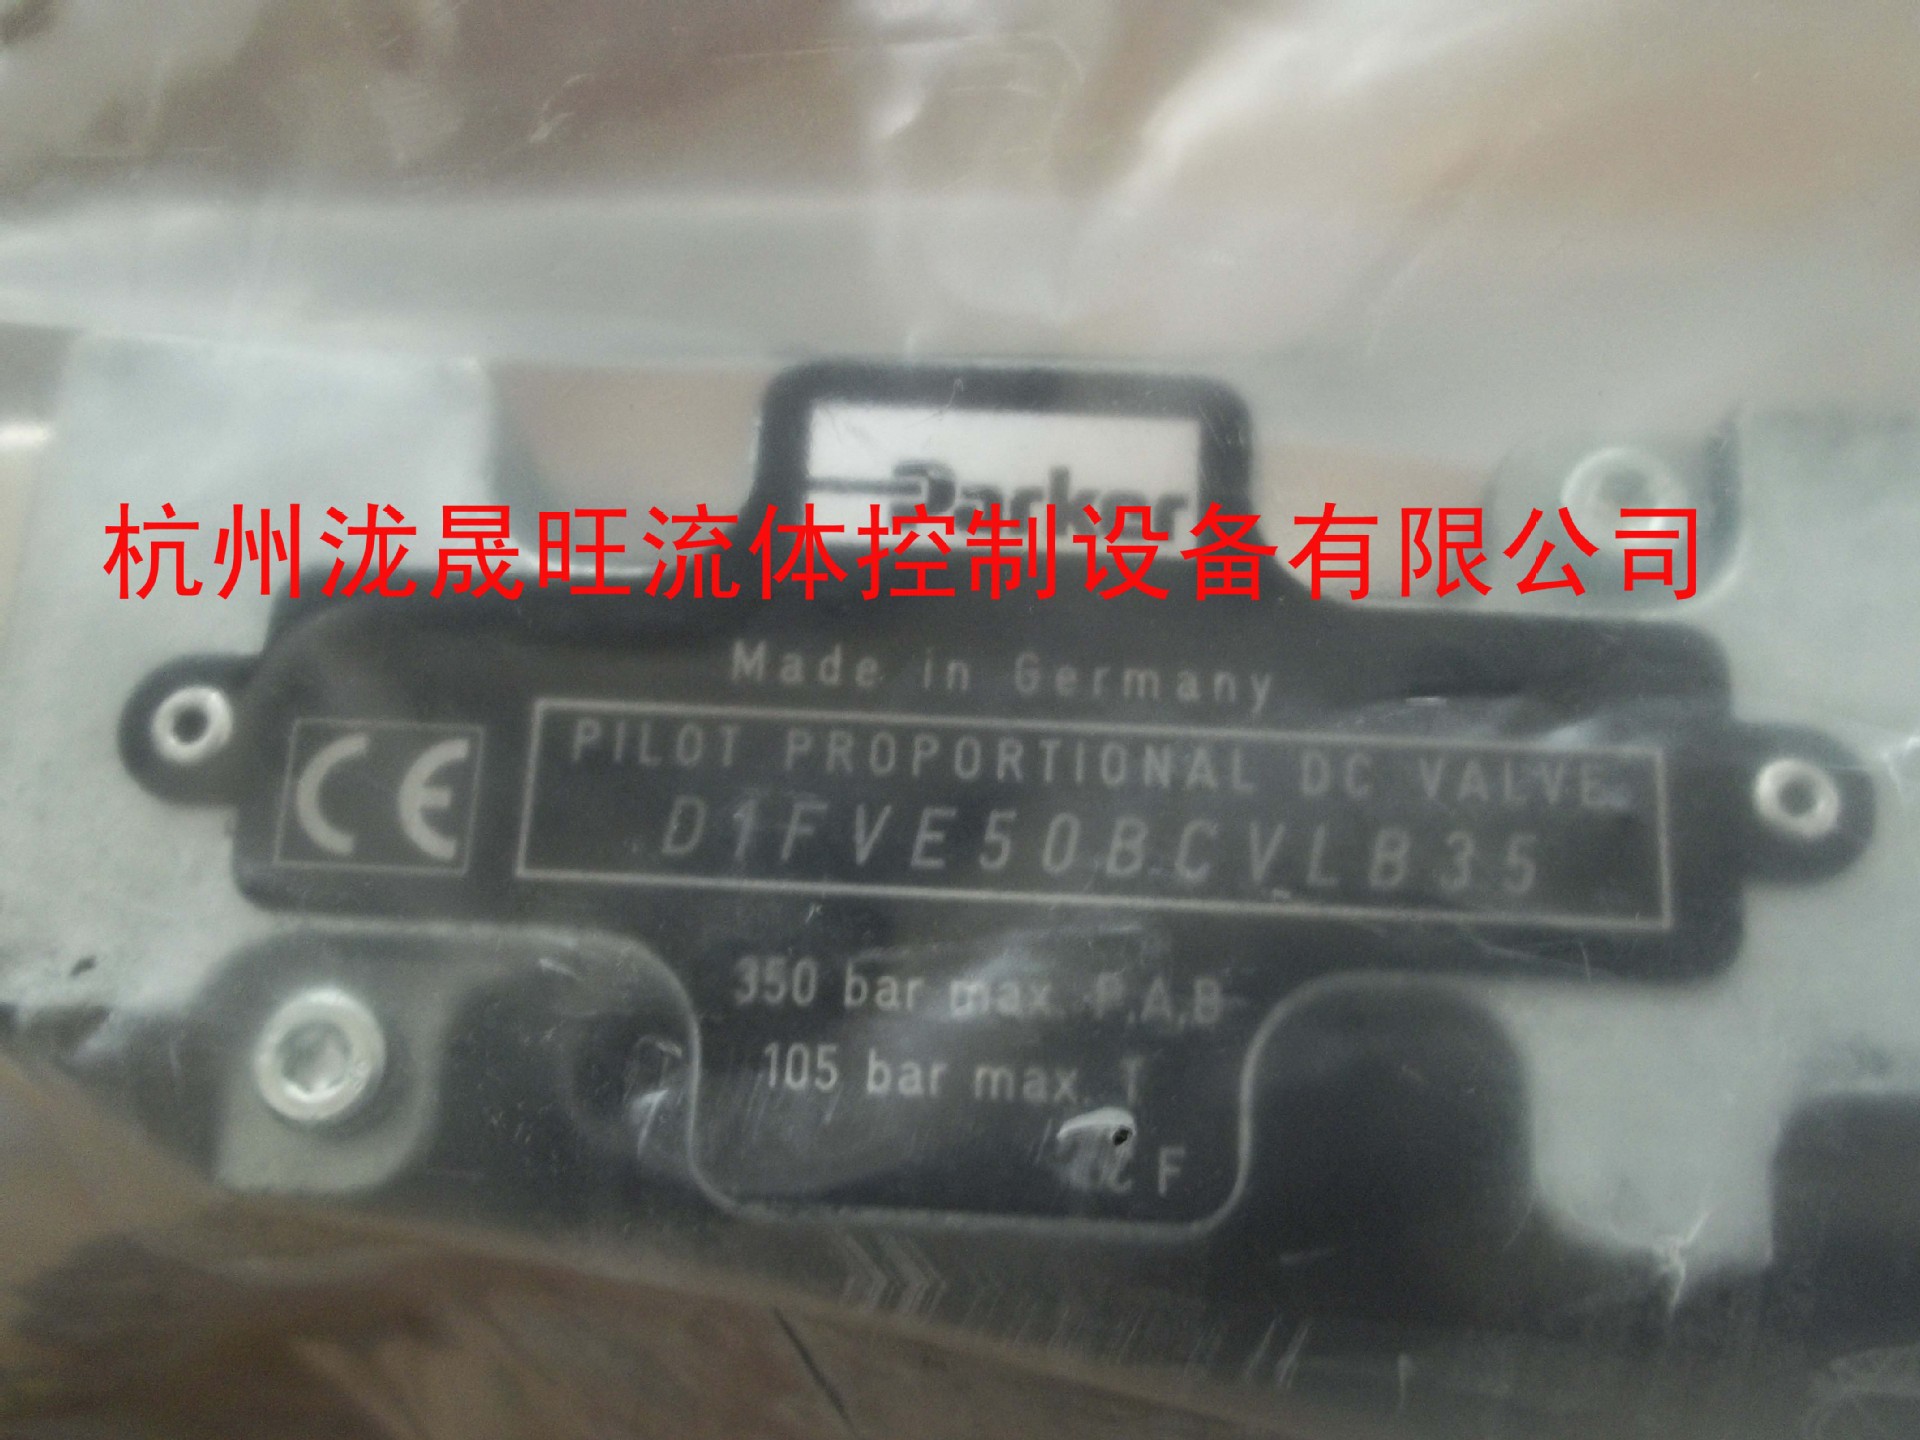 Parker
杭州泷晟旺流体控制设备有限公司
Made in Germany
CE
PILOT PROPORTIONAL DC VALVE
D1FVE50BCVLB35
350 bar max. P,A,B
105 bar max. T
F